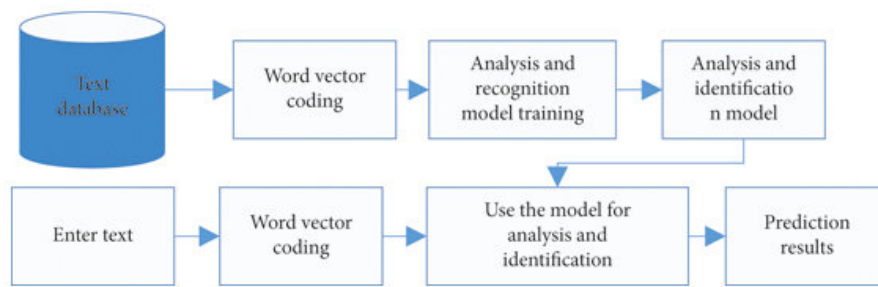 Text
database
Word vector
coding
Analysis and
recognition
model training
Analysis and
identificatio
n model
Enter text
Word vector
coding
Use the model for
analysis and
identification
Prediction
results